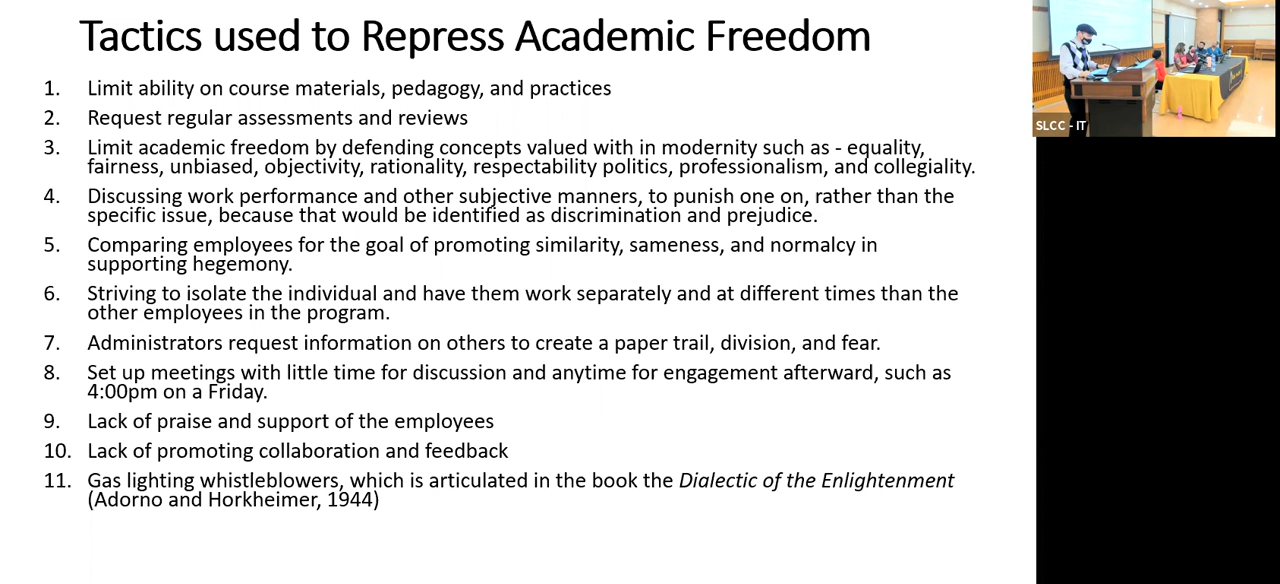 Tactics used to Repress Academic Freedom
1. Limit ability on course materials, pedagogy, and practices
2. Request regular assessments and reviews
3. Limit academic freedom by defending concepts valued with in modernity such as - equality,
fairness, unbiased, objectivity, rationality, respectability politics, professionalism, and collegiality.
4. Discussing work performance and other subjective manners, to punish one on, rather than the
specific issue, because that would be identified as discrimination and prejudice.
5. Comparing employees for the goal of promoting similarity, sameness, and normalcy in
supporting hegemony.
6. Striving to isolate the individual and have them work separately and at different times than the
other employees in the program.
7. Administrators request information on others to create a paper trail, division, and fear.
8. Set up meetings with little time for discussion and anytime for engagement afterward, such as
4:00pm on a Friday.
9. Lack of praise and support of the employees
10. Lack of promoting collaboration and feedback
11. Gas lighting whistleblowers, which is articulated in the book the Dialectic of the Enlightenment
(Adorno and Horkheimer, 1944)
SLCC - IT